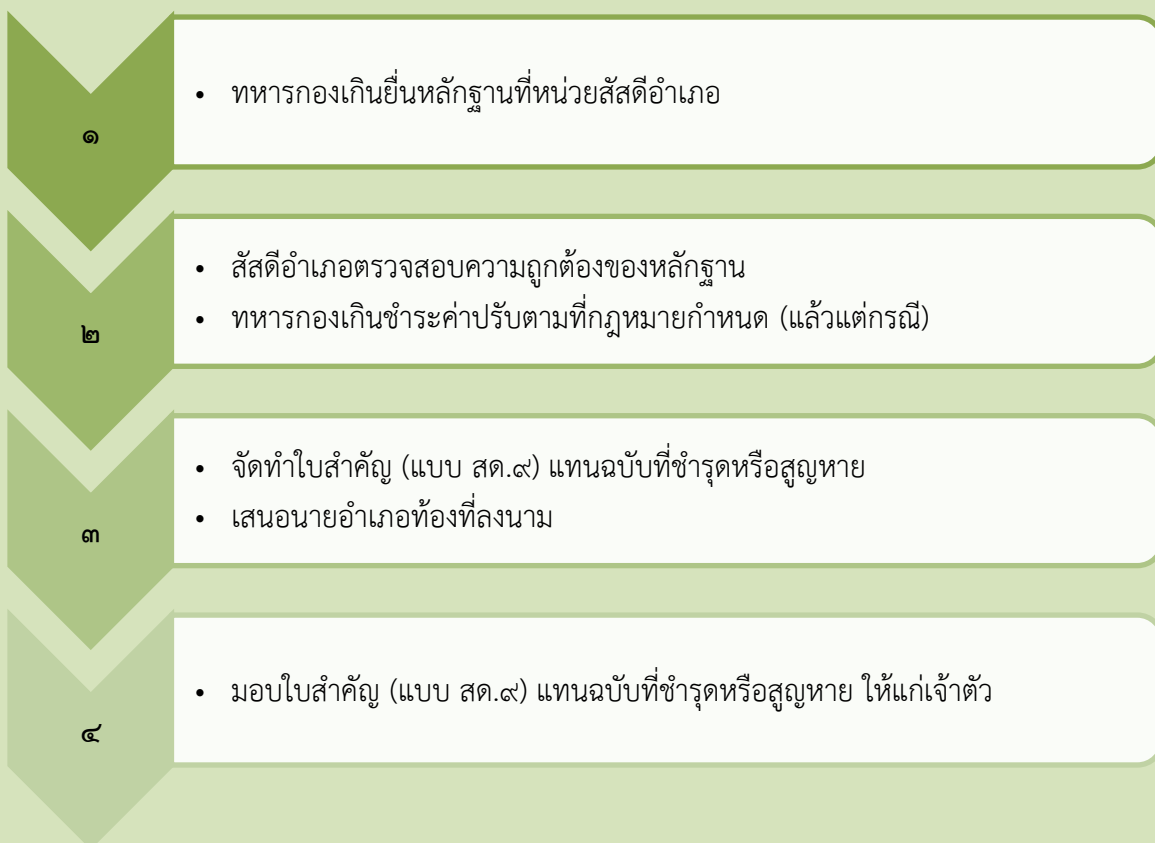 ๑
• ทหารกองเกินยื่นหลักฐานที่หน่วยสัสดีอำเภอ
๒
• สัสดีอำเภอตรวจสอบความถูกต้องของหลักฐาน
• ทหารกองเกินชำระค่าปรับตามที่กฎหมายกำหนด (แล้วแต่กรณี)
๓
• จัดทำใบสำคัญ (แบบ สด.๙) แทนฉบับที่ชำรุดหรือสูญหาย
• เสนอนายอำเภอท้องที่ลงนาม
๔
• มอบใบสำคัญ (แบบ สด.๙) แทนฉบับที่ชำรุดหรือสูญหาย ให้แก่เจ้าตัว